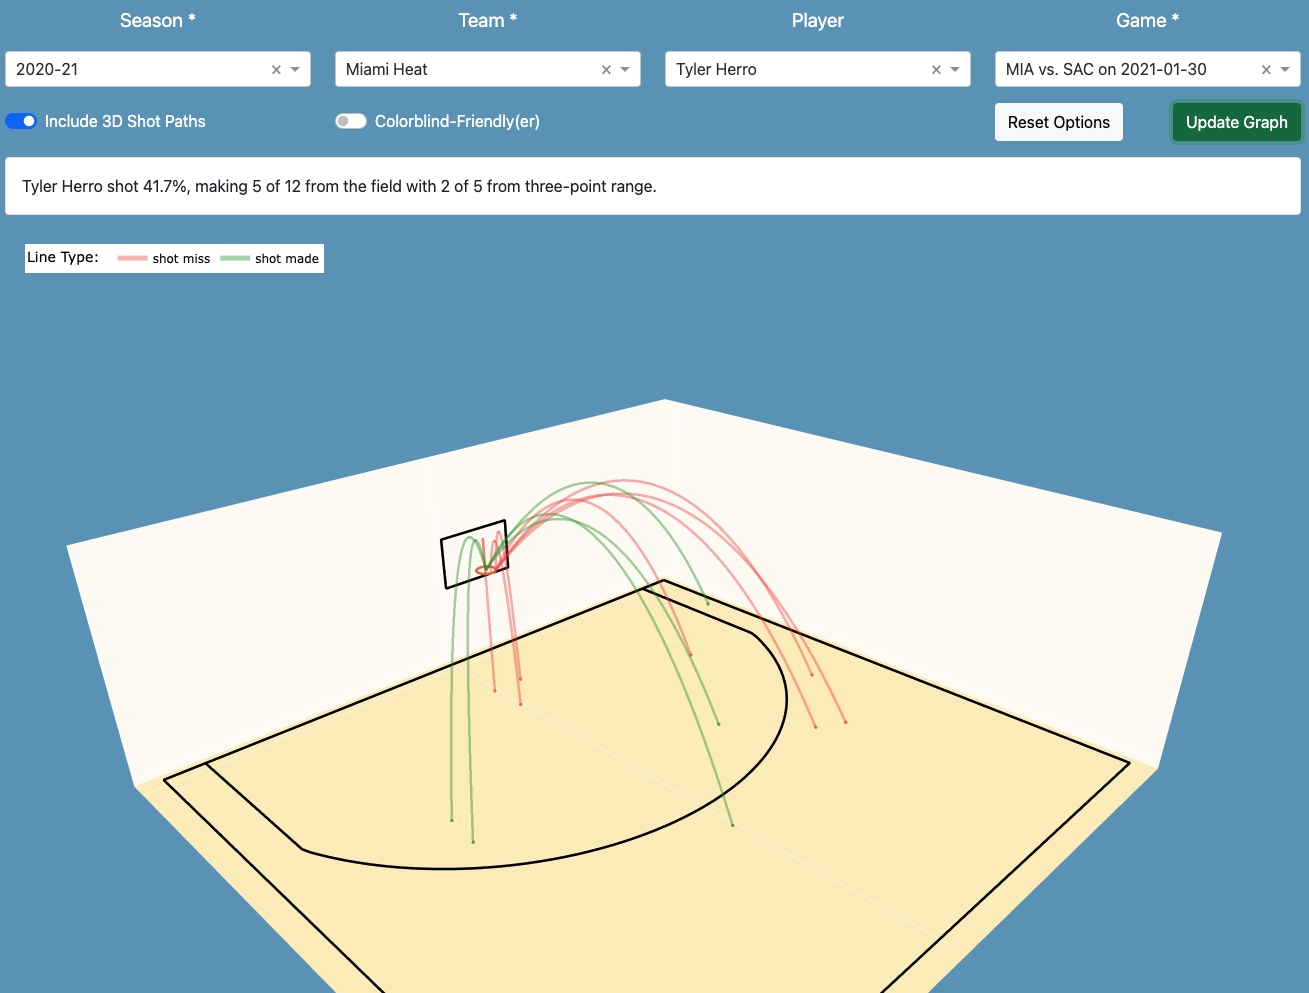 Season * Team * Player Game *
2020-21 Miami Heat Tyler Herro MIA vs. SAC on 2021-01-30
Include 3D Shot Paths Colorblind-Friendly(er) Reset Options Update Graph
Tyler Herro shot 41.7%, making 5 of 12 from the field with 2 of 5 from three-point range.
Line Type: shot miss shot made